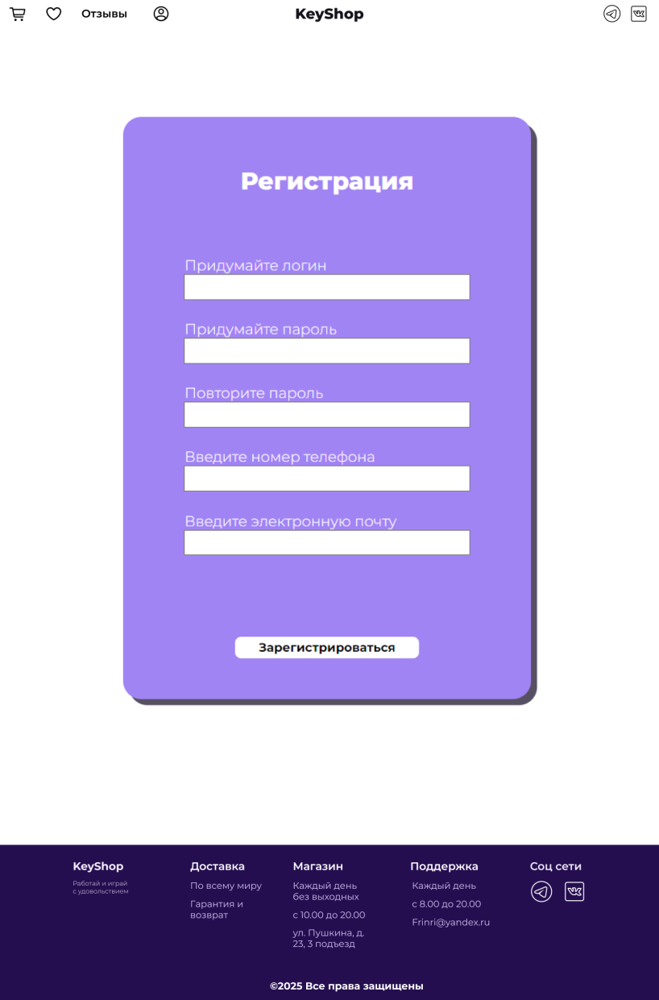 Отзывы
KeyShop
Регистрация
Придумайте логин
Придумайте пароль
Повторите пароль
Введите номер телефона
Введите электронную почту
Зарегистрироваться
KeyShop
Работай и играй
с удовольствием
Доставка
По всему миру
Гарантия и
возврат
Магазин
Каждый день
без выходных
с 10.00 до 20.00
ул. Пушкина, д.
23, 3 подъезд
Поддержка
Каждый день
с 8.00 до 20.00
Frinri@yandex.ru
Соц сети
©2025 Все права защищены